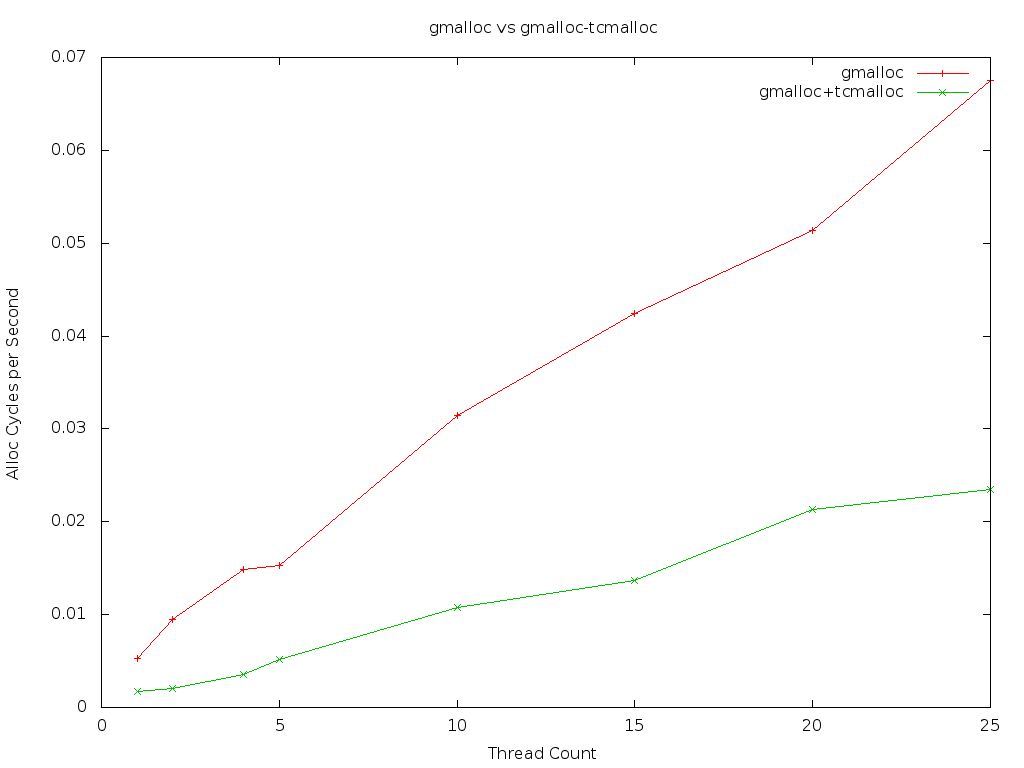 gmalloc vs gmalloc-tcmalloc
gmalloc
gmalloc+tcmalloc
0.07
0.06
0.05
0.04
0.03
0.02
0.01
0
Alloc Cycles per Second
0 5 10 15 20 25
Thread Count